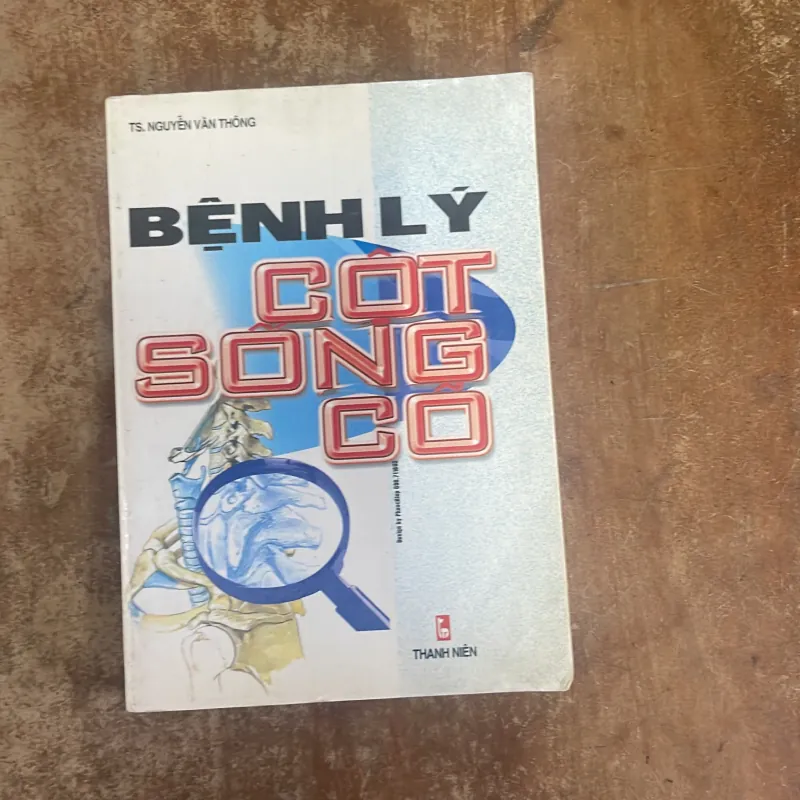 TS. NGUYỄN VĂN THÔNG
BỆNH LÝ
CỘT
SỐNG
CỔ
THANH NIÊN